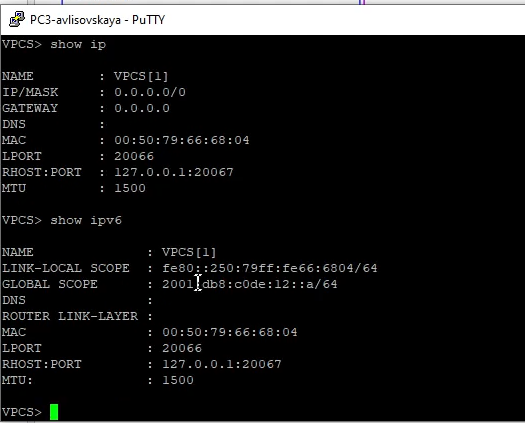 PC3-avlisovskaya - PuTTY
VPCS> show ip
NAME : VPCS[1]
IP/MASK : 0.0.0.0/0
GATEWAY : 0.0.0.0
DNS :
MAC : 00:50:79:66:68:04
LPORT : 20066
RHOST:PORT : 127.0.0.1:20067
MTU : 1500
VPCS> show ipv6
NAME : VPCS[1]
LINK-LOCAL SCOPE : fe80::250:79ff:fe66:6804/64
GLOBAL SCOPE : 2001:db8:c0de:12::a/64
DNS :
ROUTER LINK-LAYER :
MAC : 00:50:79:66:68:04
LPORT : 20066
RHOST:PORT : 127.0.0.1:20067
MTU: : 1500
VPCS>